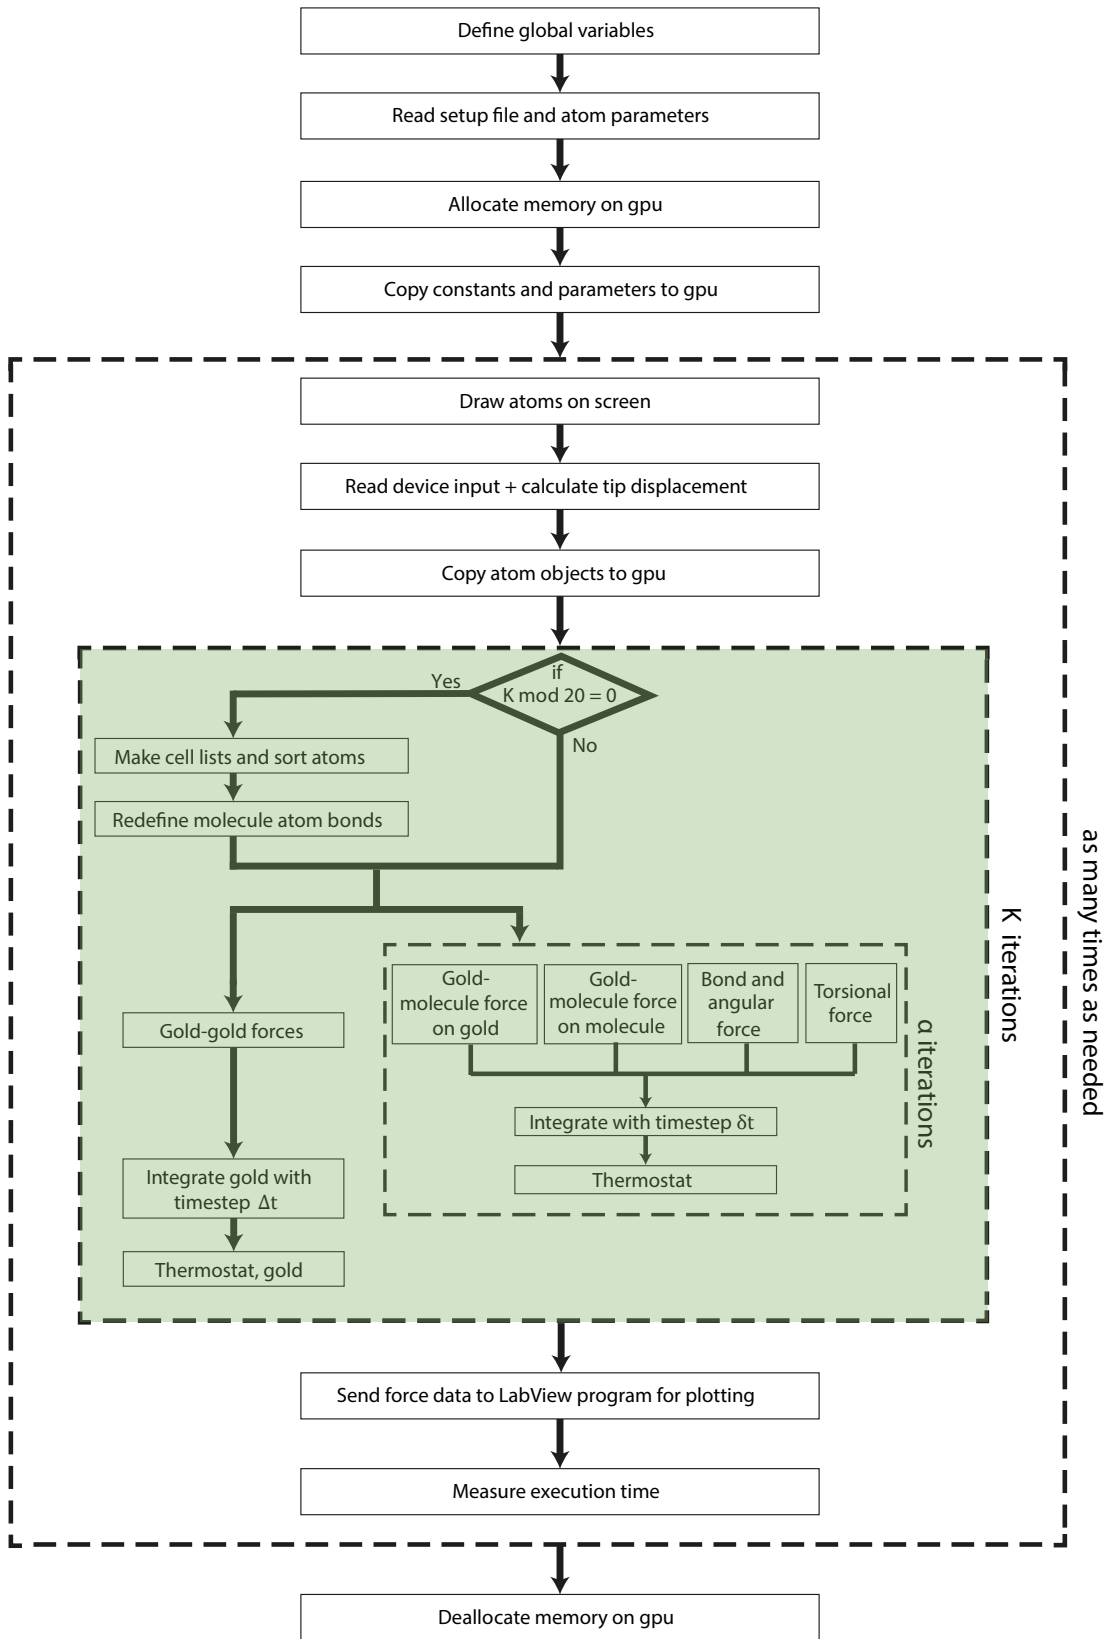 Define global variables
Read setup file and atom parameters
Allocate memory on gpu
Copy constants and parameters to gpu
Draw atoms on screen
Read device input + calculate tip displacement
Copy atom objects to gpu
if
K mod 20 = 0
Yes
No
Make cell lists and sort atoms
Redefine molecule atom bonds
Gold-gold forces
Integrate gold with
timestep Δt
Thermostat, gold
Gold-
molecule force
on gold
Gold-
molecule force
on molecule
Bond and
angular
force
Torsional
force
Integrate with timestep δt
Thermostat
α iterations
K iterations
as many times as needed
Send force data to LabView program for plotting
Measure execution time
Deallocate memory on gpu